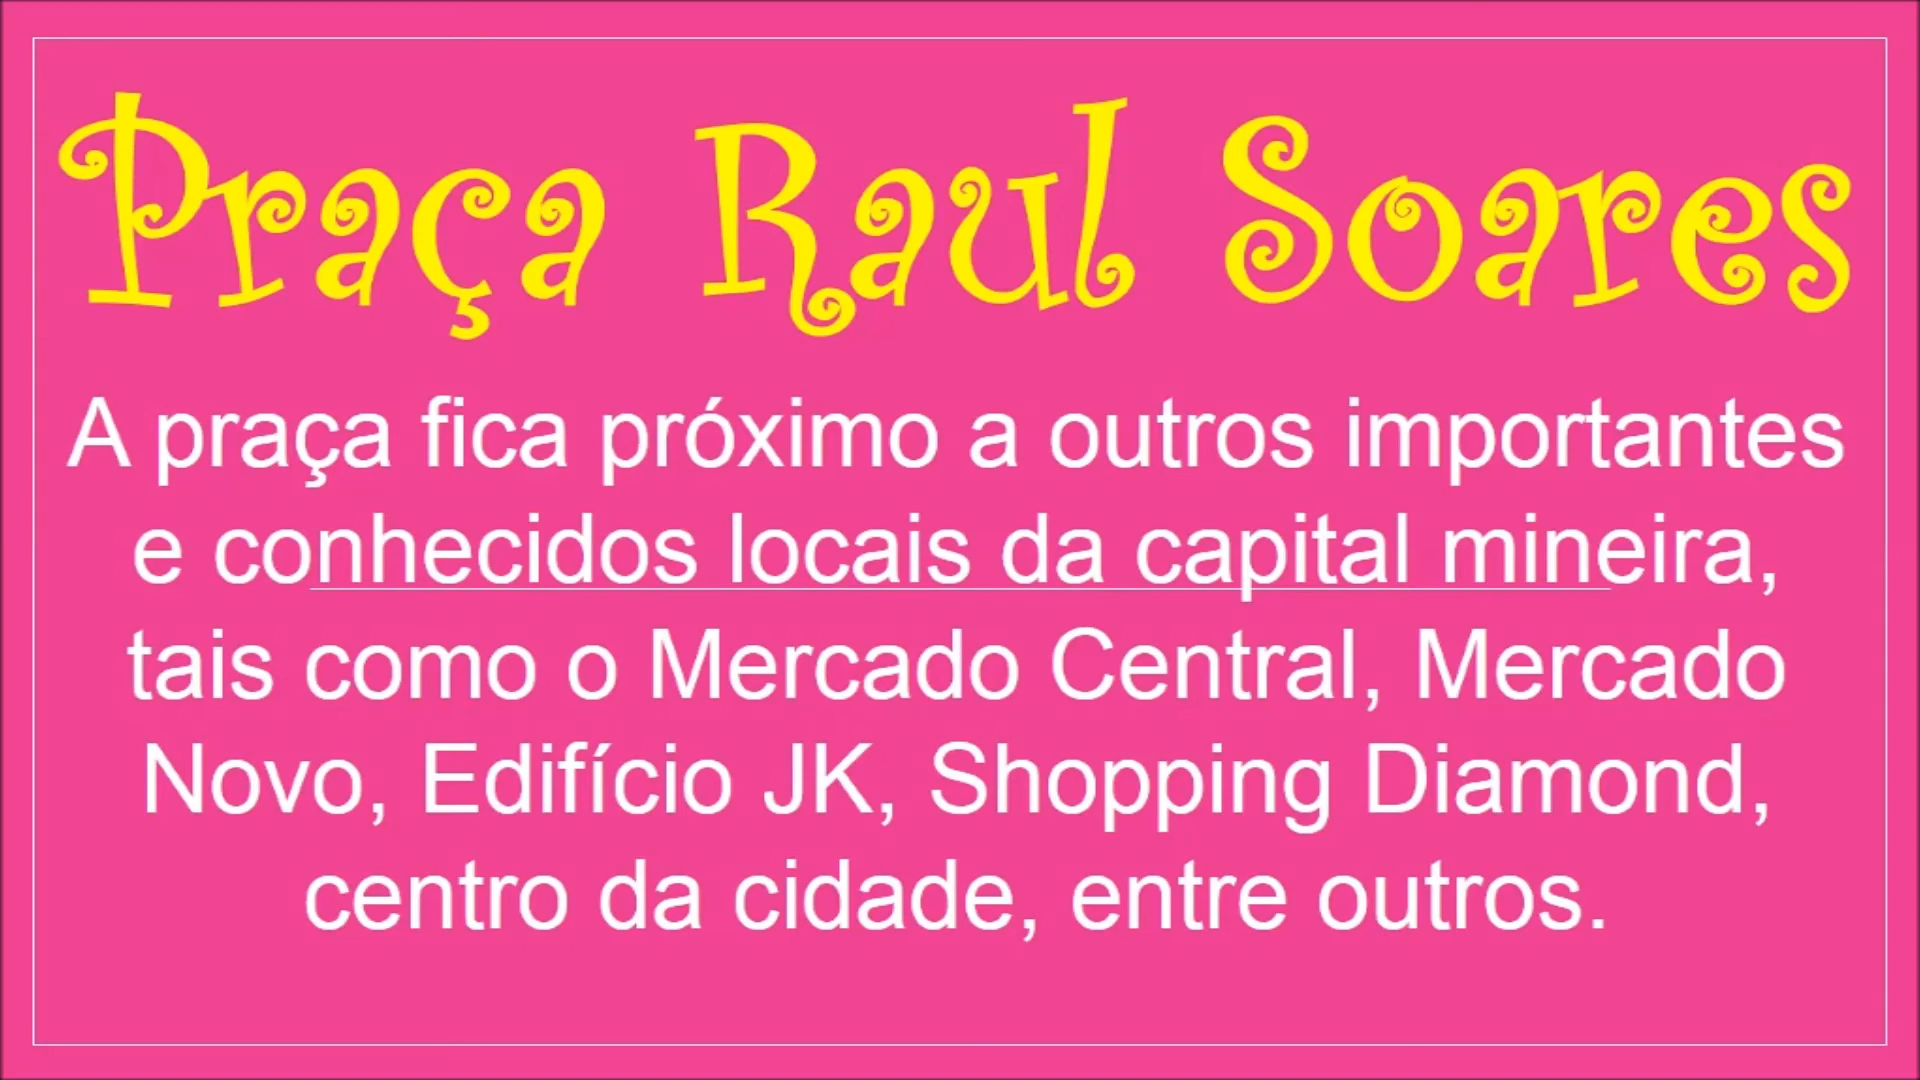 Praça Raul Soares
A praça fica próximo a outros importantes
e conhecidos locais da capital mineira,
tais como o Mercado Central, Mercado
Novo, Edifício JK, Shopping Diamond,
centro da cidade, entre outros.